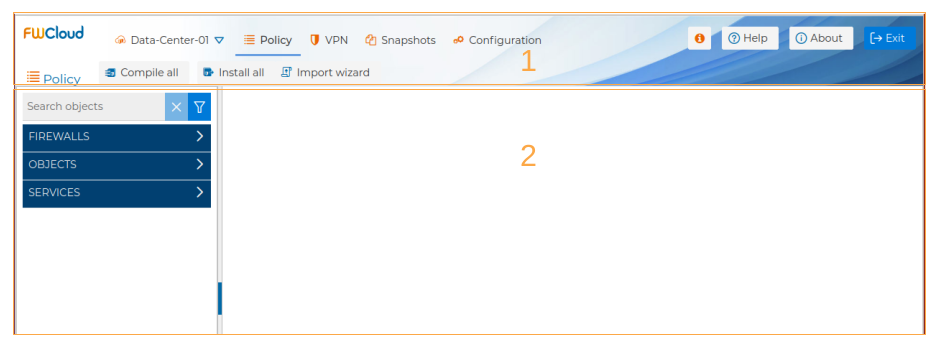 FWCloud Data-Center-01 Policy VPN Snapshots Configuration Help About Exit
1
Policy Compile all Install all Import wizard
Search objects
FIREWALLS
2
OBJECTS
SERVICES